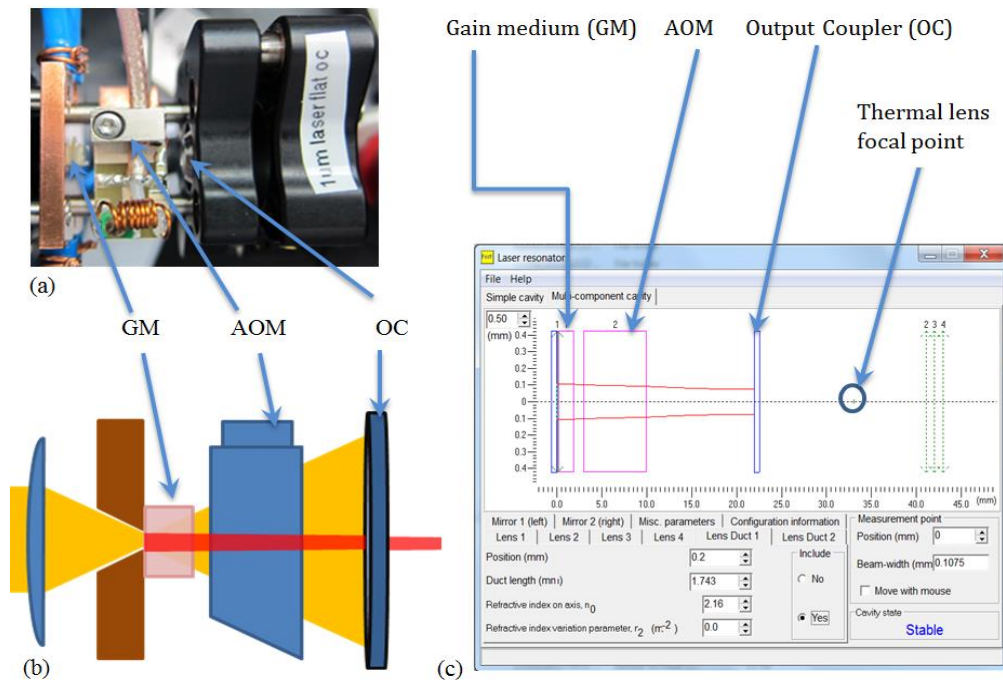 Gain medium (GM)
AOM
Output Coupler (OC)
Thermal lens
focal point
1um laser flat oc
(a)
GM
AOM
OC
(b)
(c)
Laser resonator
File Help
Simple cavity Multi-component cavity
0.50
(mm)
1
2
2 3 4
0.4
0.3
0.2
0.1
0
0.1
0.2
0.3
0.4
0.0 5.0 10.0 15.0 20.0 25.0 30.0 35.0 40.0 45.0 (mm)
Mirror 1 (left) Mirror 2 (right) Misc. parameters Configuration information
Lens 1 Lens 2 Lens 3 Lens 4 Lens Duct 1 Lens Duct 2
Position (mm) 0.2
Duct length (mm) 1.743
Refractive index on axis, n0 2.16
Refractive index variation parameter, r2 (m-2) 0.0
Include
No
Yes
Measurement point
Position (mm) 0
Beam-width (mm 0.1075
Move with mouse
Cavity state
Stable